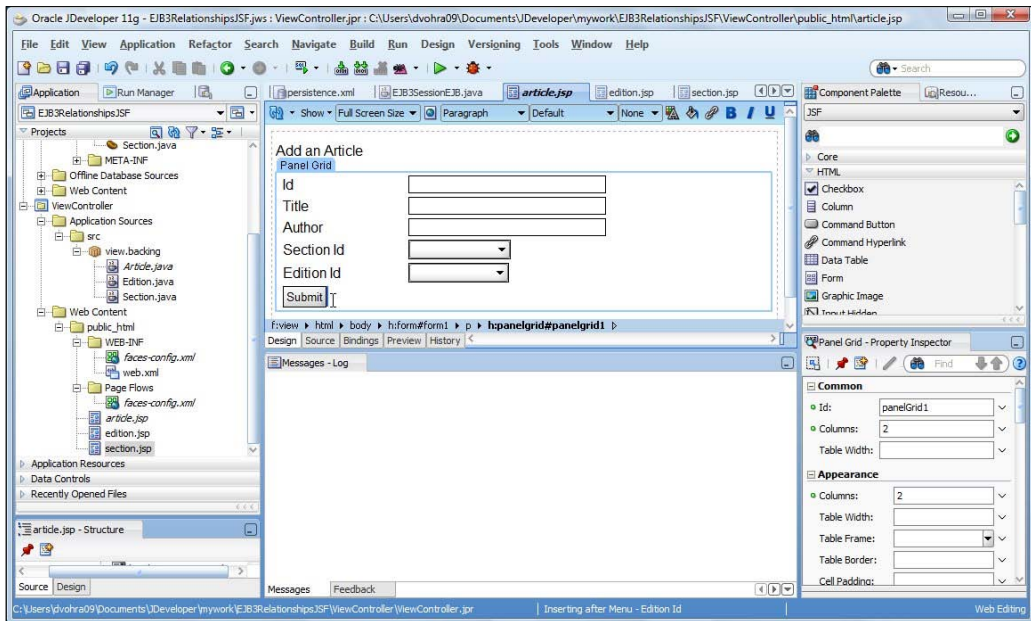 Oracle JDeveloper 11g - EJB3RelationshipsJSF.jws : ViewController.jpr : C:\Users\dvohra09\Documents\JDeveloper\mywork\EJB3RelationshipsJSF\ViewController\public_html\article.jsp
File Edit View Application Refactor Search Navigate Build Run Design Versioning Tools Window Help
Search
Application Run Manager
persistence.xml EJB3SessionEJB.java article.jsp edition.jsp section.jsp
Component Palette Resou...
EJB3RelationshipsJSF
Show Full Screen Size Paragraph Default None B I U
JSF
Projects
Section.java
META-INF
Offline Database Sources
Web Content
ViewController
Application Sources
src
view.backing
Article.java
Edition.java
Section.java
Web Content
public_html
WEB-INF
faces-config.xml
web.xml
Page Flows
faces-config.xml
article.jsp
edition.jsp
section.jsp
Application Resources
Data Controls
Recently Opened Files
article.jsp - Structure
Source Design
Add an Article
Panel Grid
Id
Title
Author
Section Id
Edition Id
Submit
f:view html body h:form#form1 p h:panelgrid#panelgrid1
Design Source Bindings Preview History
Messages - Log
Messages Feedback
Core
HTML
Checkbox
Column
Command Button
Command Hyperlink
Data Table
Form
Graphic Image
Input Hidden
Panel Grid - Property Inspector
Find
Common
Id: panelGrid1
Columns: 2
Table Width:
Appearance
Columns: 2
Table Width:
Table Frame:
Table Border:
Cell Padding:
C:\Users\dvohra09\Documents\JDeveloper\mywork\EJB3RelationshipsJSF\ViewController\ViewController.jpr Inserting after Menu - Edition Id Web Editing